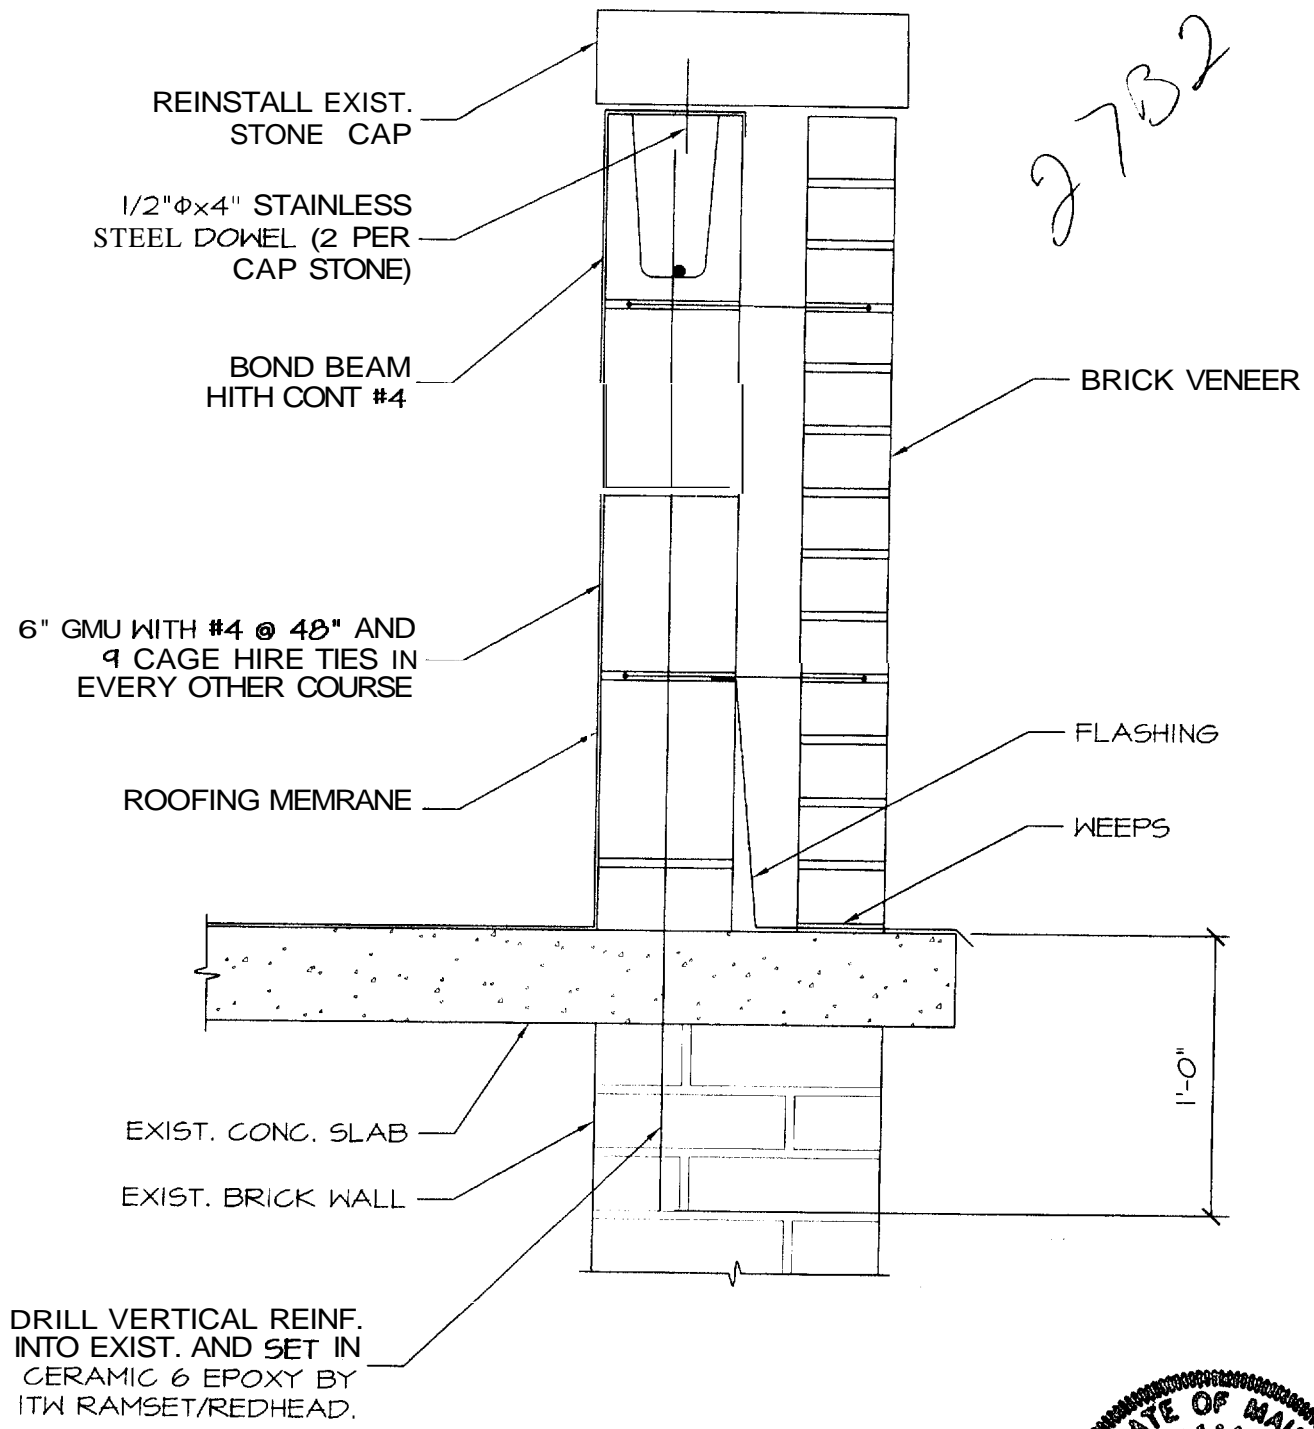 27B2
REINSTALL EXIST.
STONE CAP
1/2"Φx4" STAINLESS
STEEL DOWEL (2 PER
CAP STONE)
BOND BEAM
HITH CONT #4
BRICK VENEER
6" GMU WITH #4 @ 48" AND
9 CAGE HIRE TIES IN
EVERY OTHER COURSE
FLASHING
ROOFING MEMRANE
WEEPS
1'-0"
EXIST. CONC. SLAB
EXIST. BRICK WALL
DRILL VERTICAL REINF.
INTO EXIST. AND SET IN
CERAMIC 6 EPOXY BY
ITW RAMSET/REDHEAD.
OF